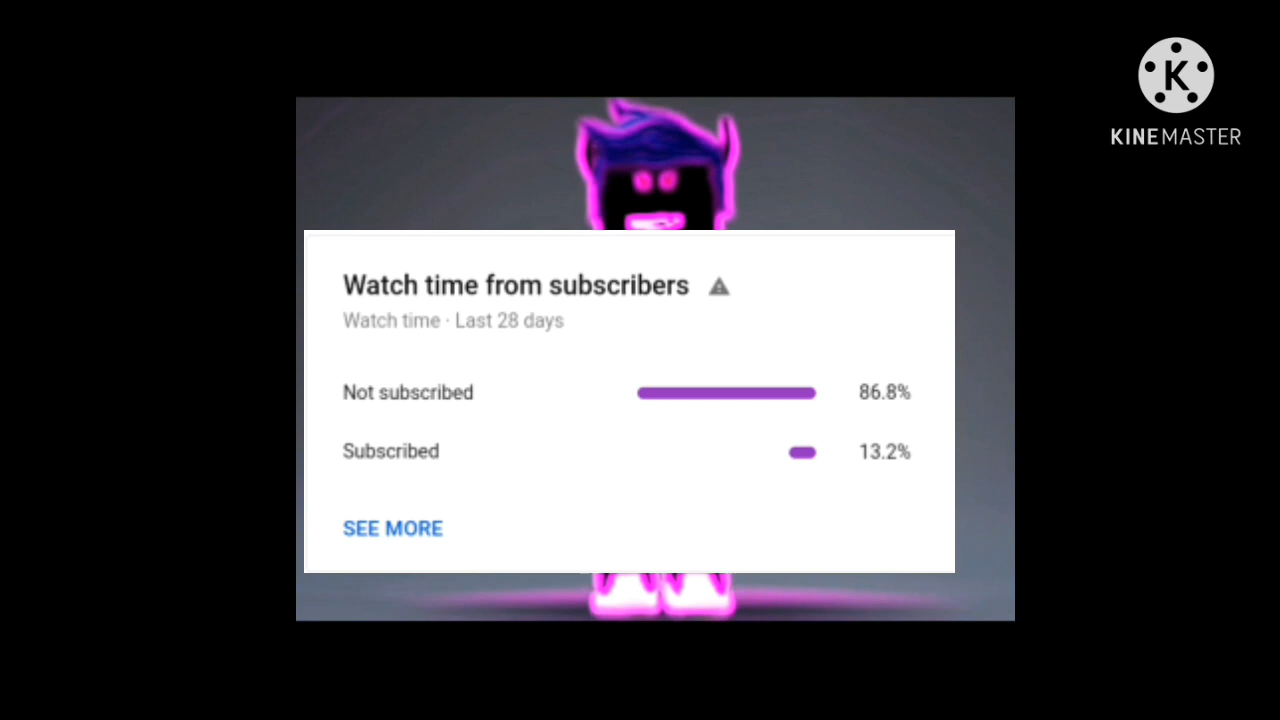 K
KINEMASTER
Watch time from subscribers
Watch time · Last 28 days
Not subscribed 86.8%
Subscribed 13.2%
SEE MORE